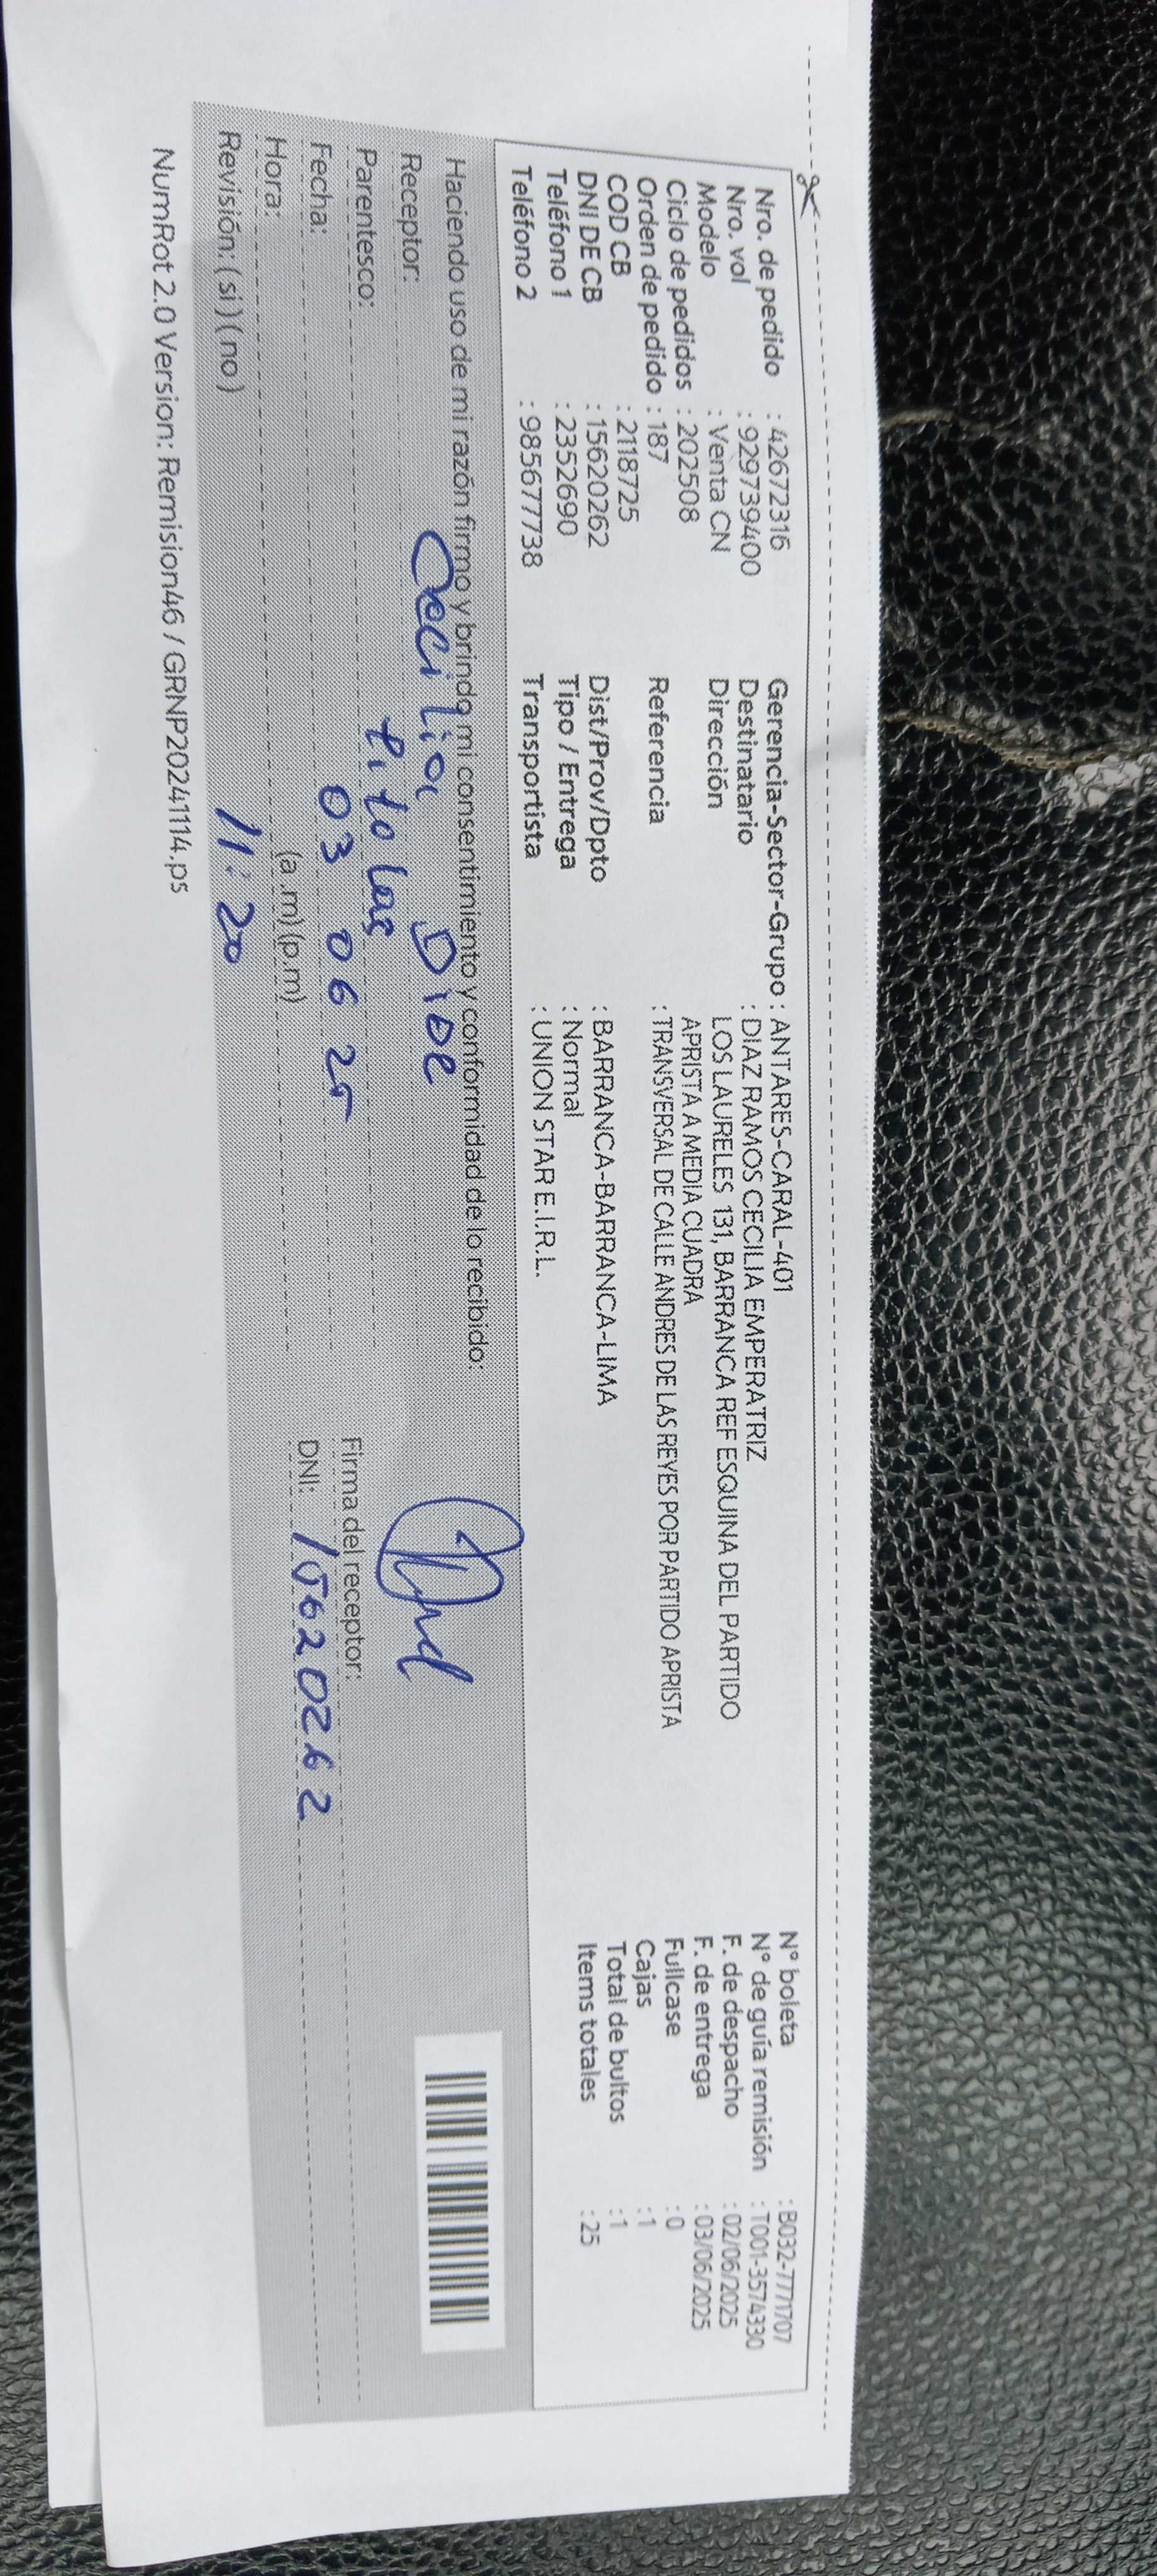 Nro. de pedido : 42672316
Nro. vol : 929739400
Modelo : Venta CN
Ciclo de pedidos : 202508
Orden de pedido : 187
COD CB : 2118725
DNI DE CB : 15620262
Teléfono 1 : 2352690
Teléfono 2 : 985677738
Gerencia-Sector-Grupo : ANTARES-CARAL-401
Destinatario : DIAZ RAMOS CECILIA EMPERATRIZ
Dirección LOS LAURELES 131, BARRANCA REF ESQUINA DEL PARTIDO
APRISTA A MEDIA CUADRA
Referencia : TRANSVERSAL DE CALLE ANDRES DE LAS REYES POR PARTIDO APRISTA
Dist/Prov/Dpto : BARRANCA-BARRANCA-LIMA
Tipo / Entrega : Normal
Transportista : UNION STAR E.I.R.L.
N° boleta : B032-7771707
N° de guía remisión : T001-3574330
F. de despacho : 02/06/2025
F. de entrega : 03/06/2025
Fullcase : 0
Cajas : 1
Total de bultos : 1
Items totales : 25
Haciendo uso de mi razón firmo y brindo mi consentimiento y conformidad de lo recibido:
Receptor: Cecilia
Parentesco:
Fecha: 03 06 25
Hora: (a.m)(p.m)
11:20
Revisión: (si) (no)
Firma del receptor:
DNI: 15620262
NumRot 2.0 Version: Remision46 / GRNP20241114.ps